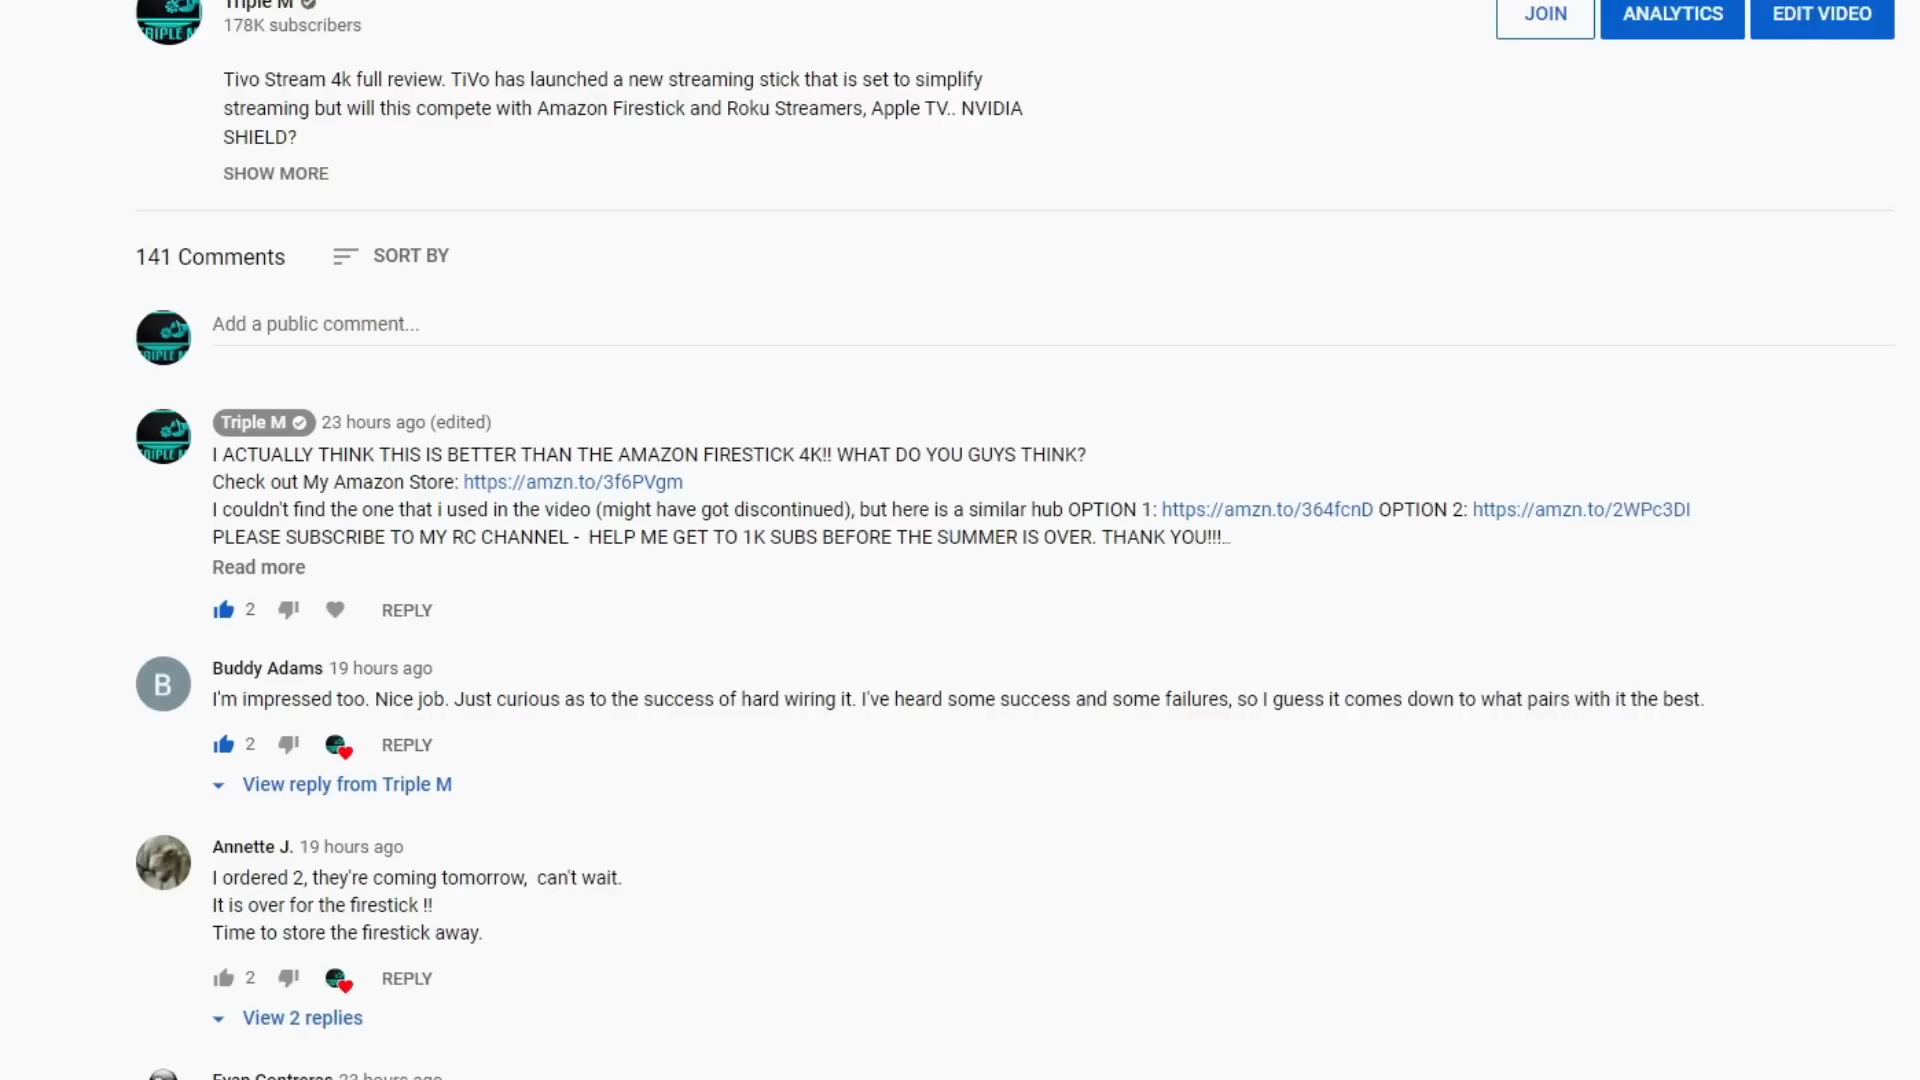 Triple M
178K subscribers
JOIN
ANALYTICS
EDIT VIDEO
Tivo Stream 4k full review. TiVo has launched a new streaming stick that is set to simplify
streaming but will this compete with Amazon Firestick and Roku Streamers, Apple TV.. NVIDIA
SHIELD?
SHOW MORE
141 Comments
SORT BY
Add a public comment...
Triple M 23 hours ago (edited)
I ACTUALLY THINK THIS IS BETTER THAN THE AMAZON FIRESTICK 4K!! WHAT DO YOU GUYS THINK?
Check out My Amazon Store: https://amzn.to/3f6PVgm
I couldn't find the one that i used in the video (might have got discontinued), but here is a similar hub OPTION 1: https://amzn.to/364fcnD OPTION 2: https://amzn.to/2WPc3DI
PLEASE SUBSCRIBE TO MY RC CHANNEL - HELP ME GET TO 1K SUBS BEFORE THE SUMMER IS OVER. THANK YOU!!!...
Read more
2 REPLY
B
Buddy Adams 19 hours ago
I'm impressed too. Nice job. Just curious as to the success of hard wiring it. I've heard some success and some failures, so I guess it comes down to what pairs with it the best.
2 REPLY
View reply from Triple M
Annette J. 19 hours ago
I ordered 2, they're coming tomorrow, can't wait.
It is over for the firestick !!
Time to store the firestick away.
2 REPLY
View 2 replies
Evan Contreras 23 hours ago